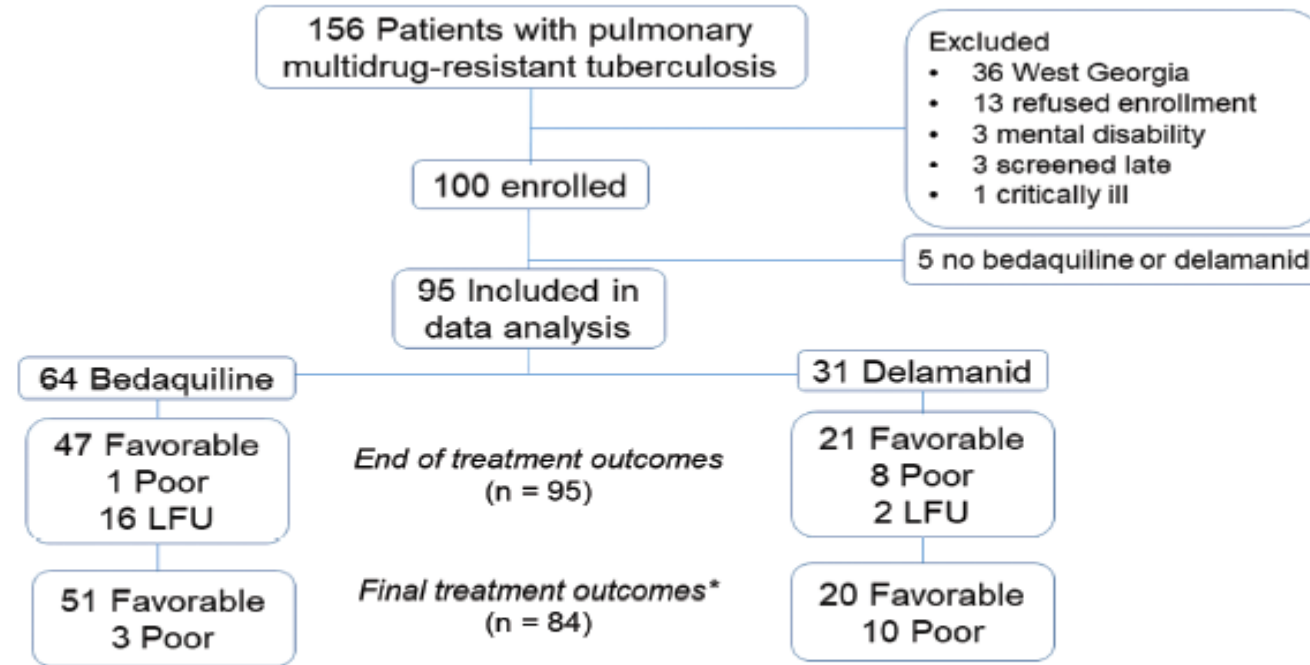 156 Patients with pulmonary
multidrug-resistant tuberculosis
Excluded
• 36 West Georgia
• 13 refused enrollment
• 3 mental disability
• 3 screened late
• 1 critically ill
100 enrolled
5 no bedaquiline or delamanid
95 Included in
data analysis
64 Bedaquiline
31 Delamanid
47 Favorable
1 Poor
16 LFU
End of treatment outcomes
(n = 95)
21 Favorable
8 Poor
2 LFU
51 Favorable
3 Poor
Final treatment outcomes*
(n = 84)
20 Favorable
10 Poor